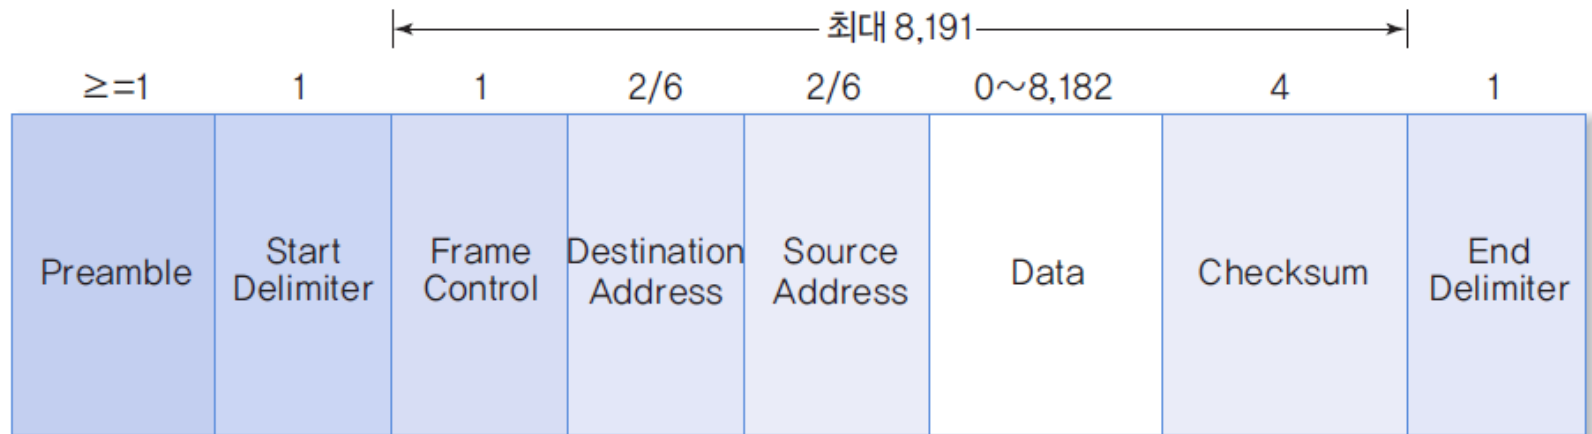 최대 8,191
≥=1
1
1
2/6
2/6
0~8,182
4
1
Preamble
Start
Delimiter
Frame
Control
Destination
Address
Source
Address
Data
Checksum
End
Delimiter